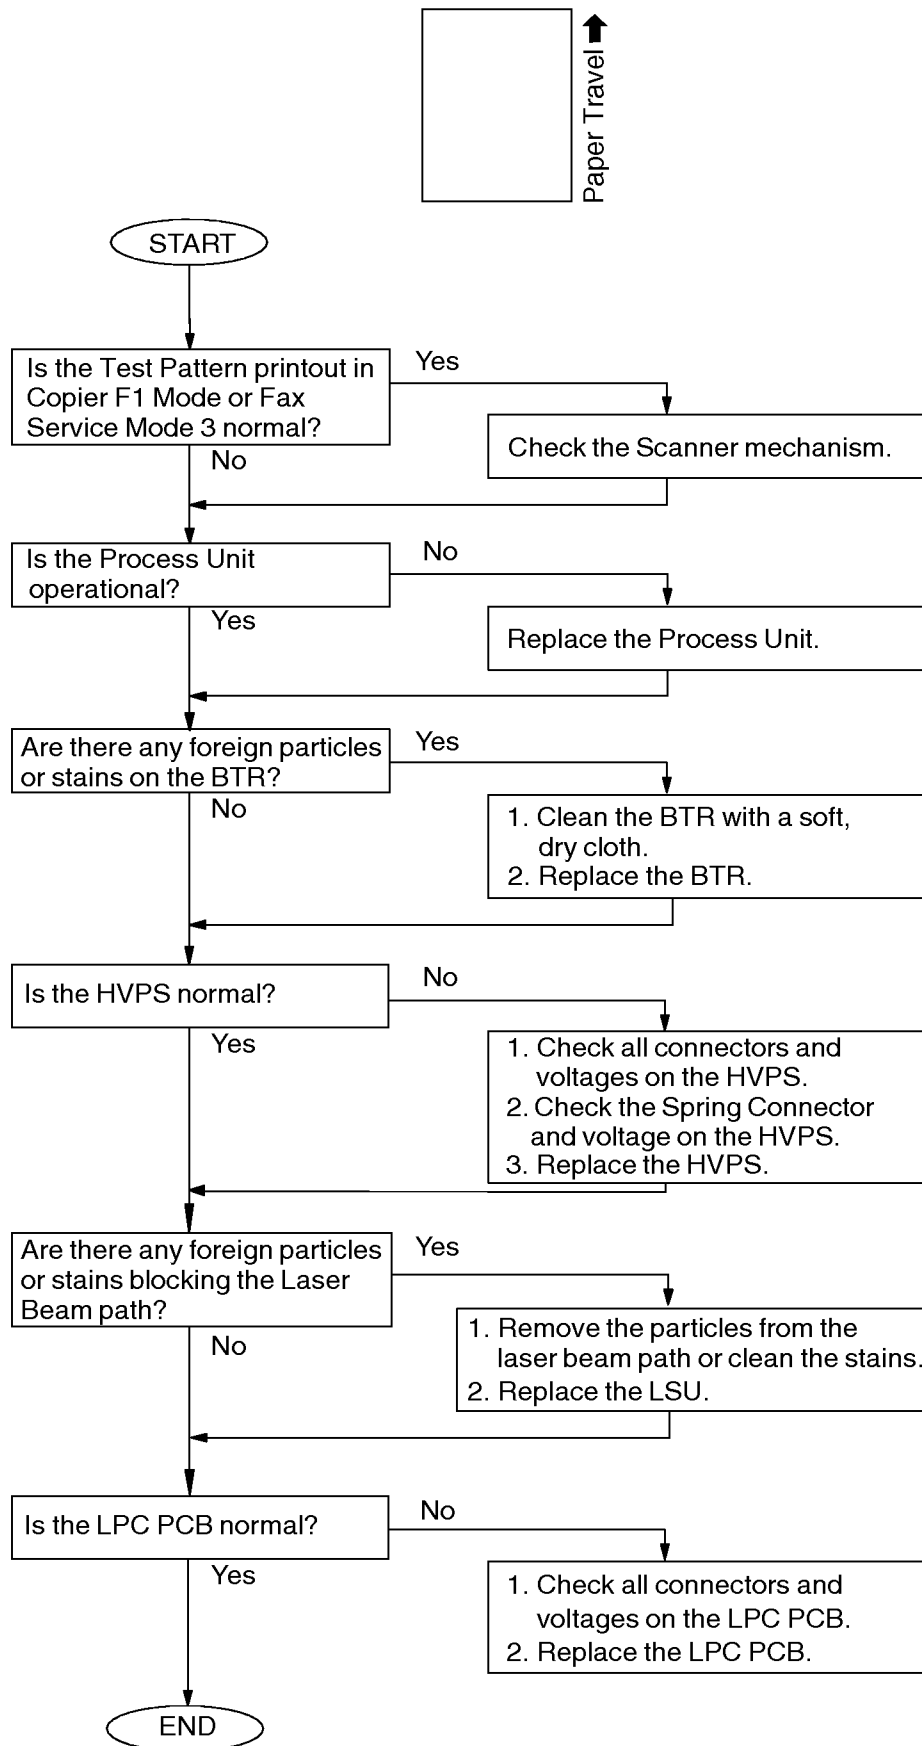 Paper Travel
START
Is the Test Pattern printout in
Copier F1 Mode or Fax
Service Mode 3 normal?
Yes
Check the Scanner mechanism.
No
Is the Process Unit
operational?
No
Replace the Process Unit.
Yes
Are there any foreign particles
or stains on the BTR?
Yes
1. Clean the BTR with a soft,
dry cloth.
2. Replace the BTR.
No
Is the HVPS normal?
No
1. Check all connectors and
voltages on the HVPS.
2. Check the Spring Connector
and voltage on the HVPS.
3. Replace the HVPS.
Yes
Are there any foreign particles
or stains blocking the Laser
Beam path?
Yes
1. Remove the particles from the
laser beam path or clean the stains.
2. Replace the LSU.
No
Is the LPC PCB normal?
No
1. Check all connectors and
voltages on the LPC PCB.
2. Replace the LPC PCB.
Yes
END